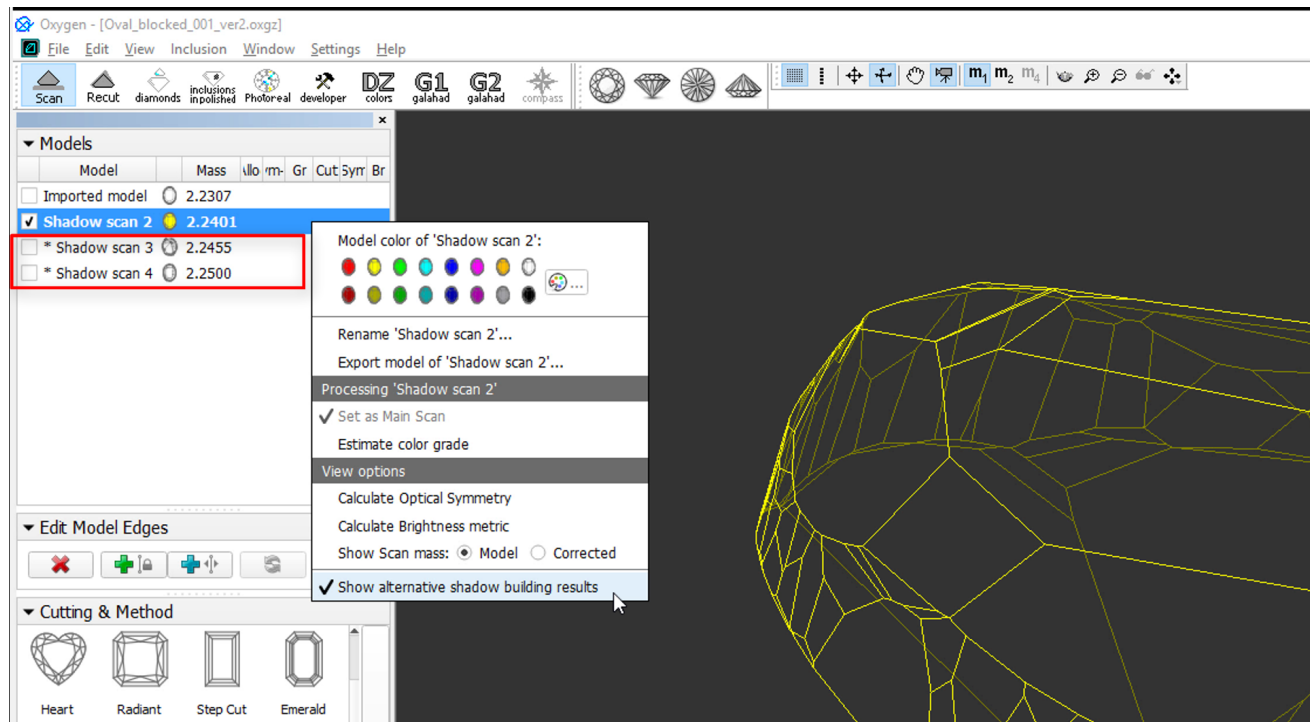 Oxygen - [Oval_blocked_001_ver2.oxgz]
File Edit View Inclusion Window Settings Help
Scan Recut diamonds inclusions in polished Photoreal developer DZ colors G1 galahad G2 galahad compass m1 m2 m4
Models
Model Mass Allo ym- Gr Cut Sym Br
Imported model 2.2307
Shadow scan 2 2.2401
* Shadow scan 3 2.2455
* Shadow scan 4 2.2500
Model color of 'Shadow scan 2':
...
Rename 'Shadow scan 2'...
Export model of 'Shadow scan 2'...
Processing 'Shadow scan 2'
Set as Main Scan
Estimate color grade
View options
Calculate Optical Symmetry
Calculate Brightness metric
Show Scan mass: Model Corrected
Show alternative shadow building results
Edit Model Edges
Cutting & Method
Heart Radiant Step Cut Emerald